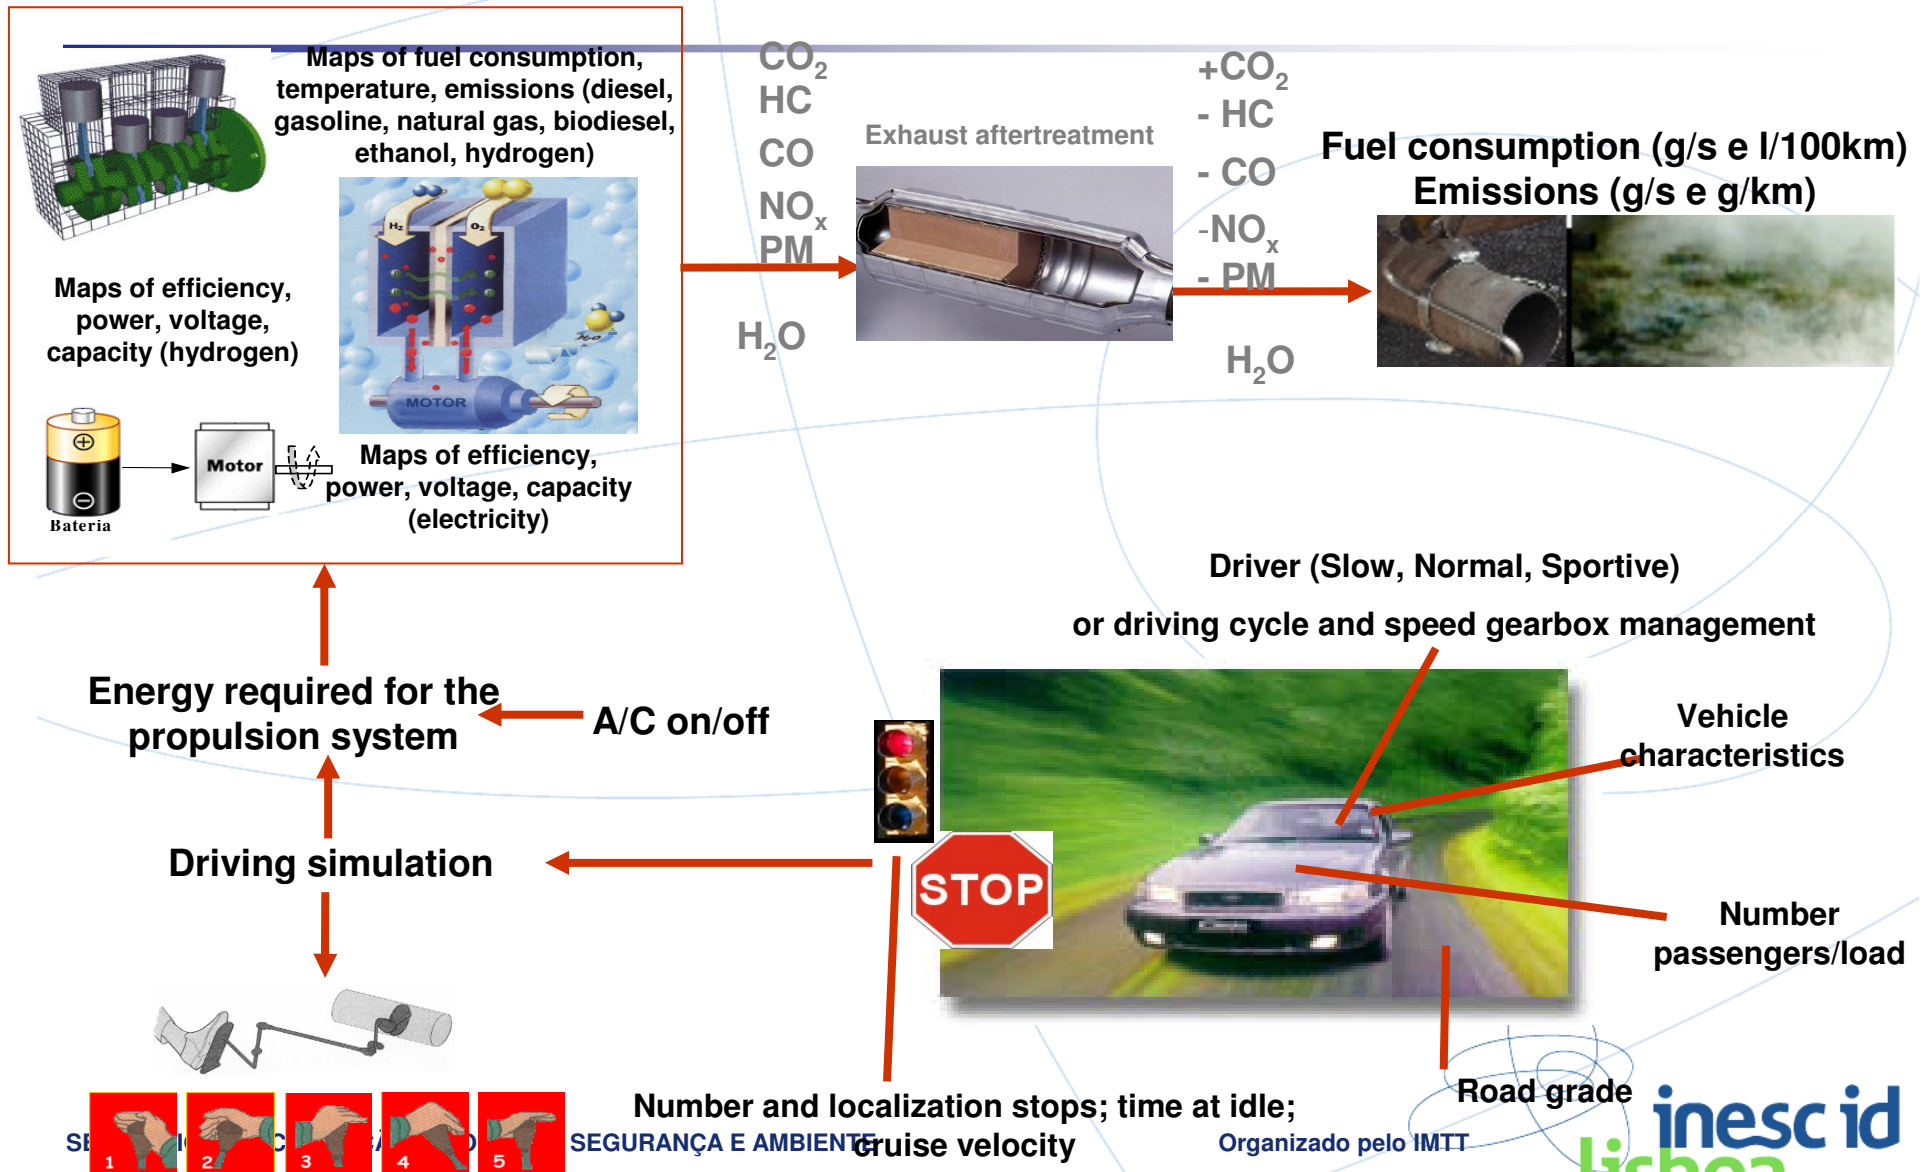 Maps of fuel consumption,
temperature, emissions (diesel,
gasoline, natural gas, biodiesel,
ethanol, hydrogen)
H₂
O₂
H₂O
MOTOR
Maps of efficiency,
power, voltage,
capacity (hydrogen)
Bateria
Motor
Maps of efficiency,
power, voltage, capacity
(electricity)
CO₂
HC
CO
NOₓ
PM
H₂O
Exhaust aftertreatment
+CO₂
- HC
- CO
-NOₓ
- PM
H₂O
Fuel consumption (g/s e l/100km)
Emissions (g/s e g/km)
Driver (Slow, Normal, Sportive)
or driving cycle and speed gearbox management
Energy required for the
propulsion system
A/C on/off
Vehicle
characteristics
Driving simulation
STOP
Number
passengers/load
Road grade
Number and localization stops; time at idle;
cruise velocity
1
2
3
4
5
SEGURANÇA E AMBIENTE
Organizado pelo IMTT
inesc id
lisboa